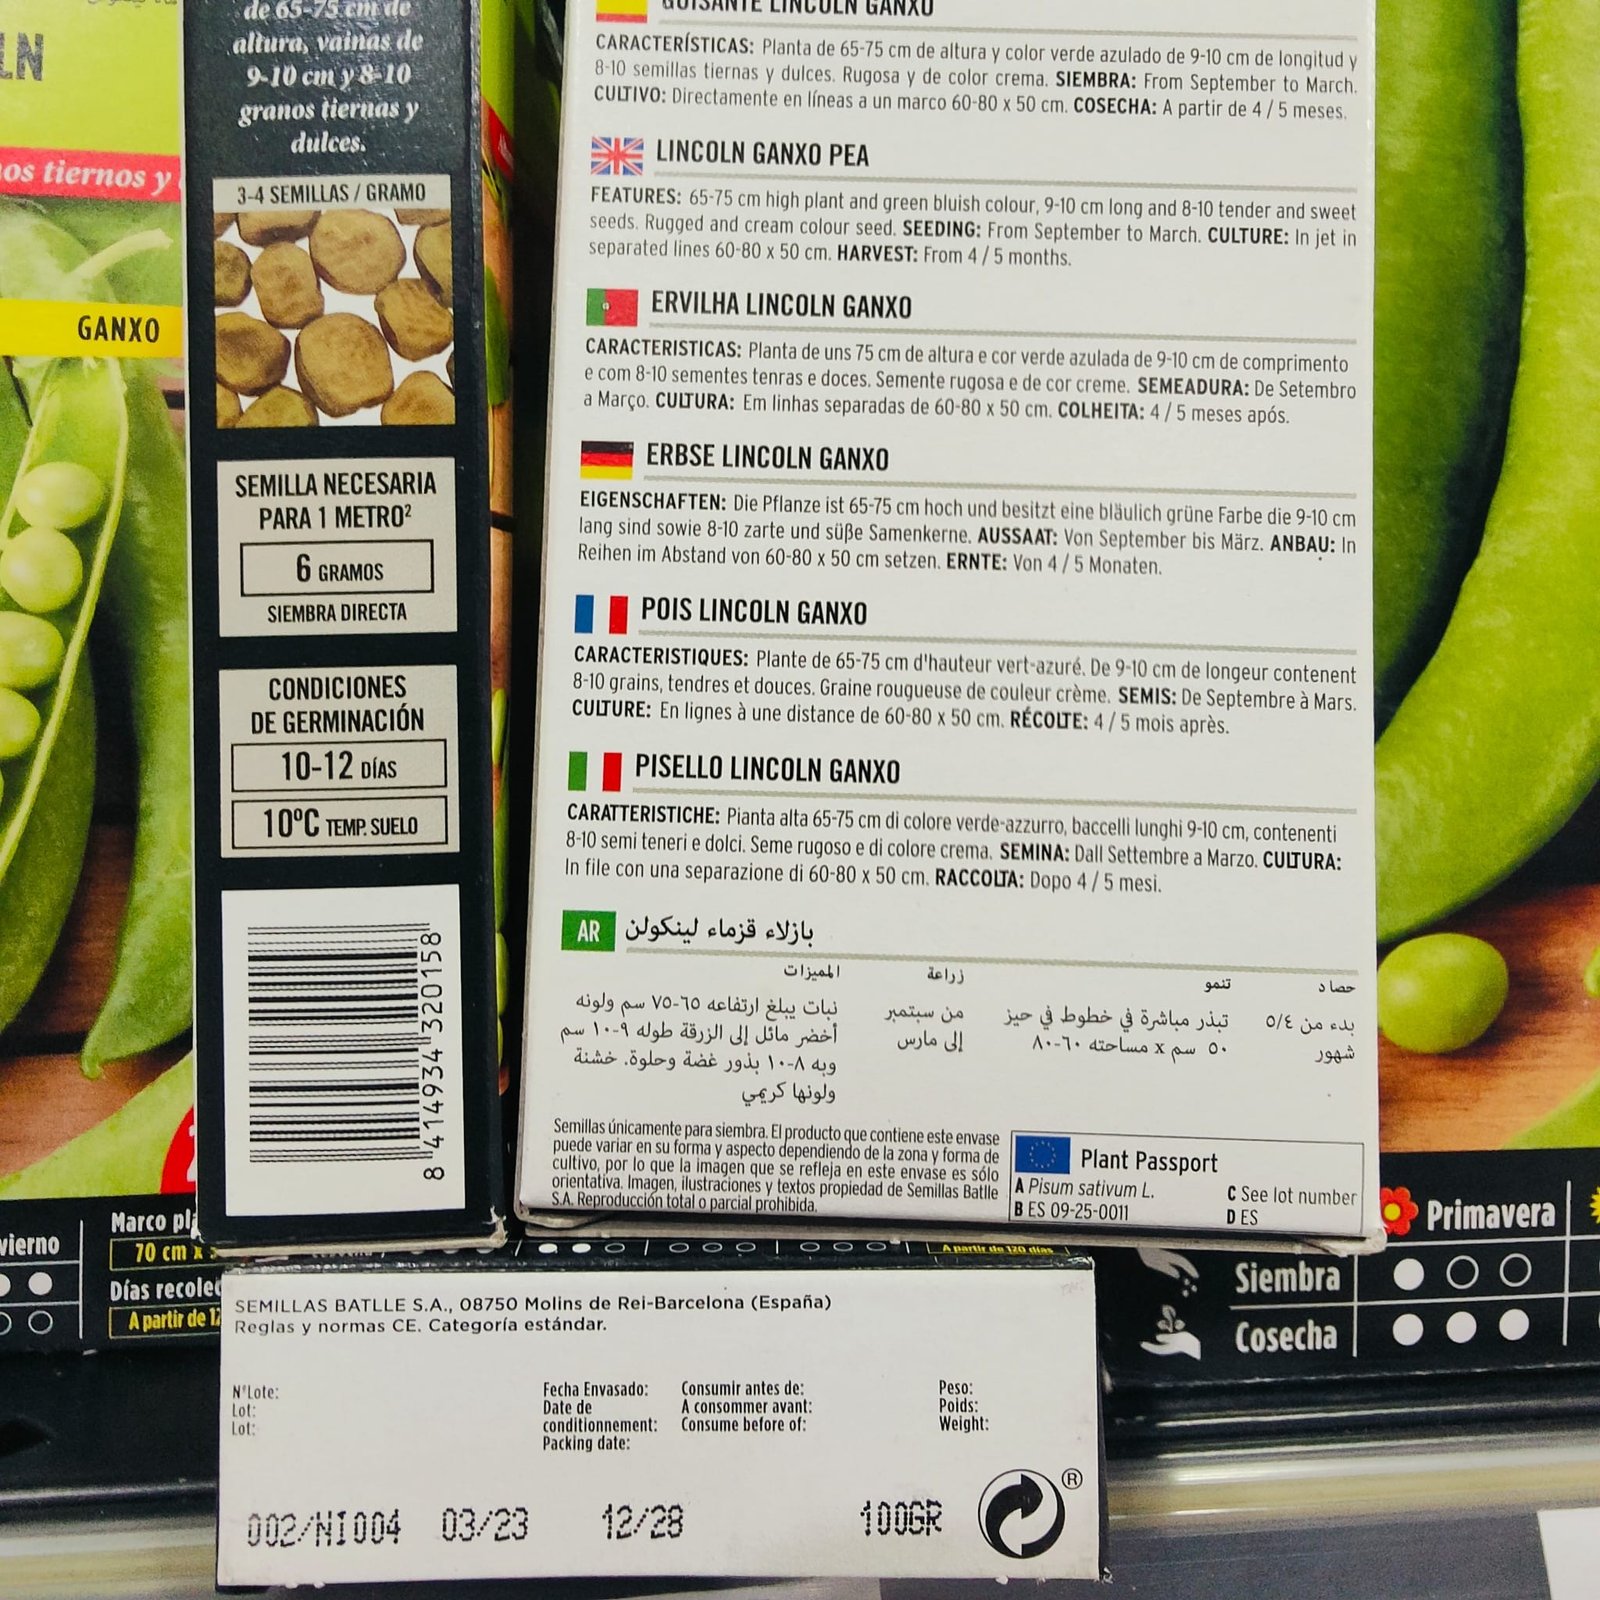 LN
os tiernos y
GANXO
de 65-75 cm de
altura, vainas de
9-10 cm y 8-10
granos tiernas y
dulces.
3-4 SEMILLAS / GRAMO
SEMILLA NECESARIA
PARA 1 METRO²
6 GRAMOS
SIEMBRA DIRECTA
CONDICIONES
DE GERMINACIÓN
10-12 DÍAS
10ºC TEMP. SUELO
8 414934 320158
GUISANTE LINCOLN GANXO
CARACTERÍSTICAS: Planta de 65-75 cm de altura y color verde azulado de 9-10 cm de longitud y
8-10 semillas tiernas y dulces. Rugosa y de color crema. SIEMBRA: From September to March.
CULTIVO: Directamente en líneas a un marco 60-80 x 50 cm. COSECHA: A partir de 4 / 5 meses.
LINCOLN GANXO PEA
FEATURES: 65-75 cm high plant and green bluish colour, 9-10 cm long and 8-10 tender and sweet
seeds. Rugged and cream colour seed. SEEDING: From September to March. CULTURE: In jet in
separated lines 60-80 x 50 cm. HARVEST: From 4 / 5 months.
ERVILHA LINCOLN GANXO
CARACTERISTICAS: Planta de uns 75 cm de altura e cor verde azulada de 9-10 cm de comprimento
e com 8-10 sementes tenras e doces. Semente rugosa e de cor creme. SEMEADURA: De Setembro
a Março. CULTURA: Em linhas separadas de 60-80 x 50 cm. COLHEITA: 4 / 5 meses após.
ERBSE LINCOLN GANXO
EIGENSCHAFTEN: Die Pflanze ist 65-75 cm hoch und besitzt eine bläulich grüne Farbe die 9-10 cm
lang sind sowie 8-10 zarte und süße Samenkerne. AUSSAAT: Von September bis März. ANBAU: In
Reihen im Abstand von 60-80 x 50 cm setzen. ERNTE: Von 4 / 5 Monaten.
POIS LINCOLN GANXO
CARACTERISTIQUES: Plante de 65-75 cm d'hauteur vert-azuré. De 9-10 cm de longeur contenent
8-10 grains, tendres et douces. Graine rougueuse de couleur crème. SEMIS: De Septembre à Mars.
CULTURE: En lignes à une distance de 60-80 x 50 cm. RÉCOLTE: 4 / 5 mois après.
PISELLO LINCOLN GANXO
CARATTERISTICHE: Pianta alta 65-75 cm di colore verde-azzurro, baccelli lunghi 9-10 cm, contenenti
8-10 semi teneri e dolci. Seme rugoso e di colore crema. SEMINA: Dall Settembre a Marzo. CULTURA:
In file con una separazione di 60-80 x 50 cm. RACCOLTA: Dopo 4 / 5 mesi.
AR بازلاء قزماء لينكولن
المميزات
نبات يبلغ ارتفاعه ٦٥-٧٥ سم ولونه
أخضر مائل إلى الزرقة طوله ٩-١٠ سم
وبه ٨-١٠ بذور غضة وحلوة. خشنة
ولونها كريمي
زراعة
من سبتمبر
إلى مارس
تنمو
تبذر مباشرة في خطوط في حيز
٥٠ سم x مساحته ٦٠-٨٠
حصاد
بدء من ٥/٤
شهور
Semillas únicamente para siembra. El producto que contiene este envase
puede variar en su forma y aspecto dependiendo de la zona y forma de
cultivo, por lo que la imagen que se refleja en este envase es sólo
orientativa. Imagen, ilustraciones y textos propiedad de Semillas Batlle
S.A. Reproducción total o parcial prohibida.
Plant Passport
A Pisum sativum L.
B ES 09-25-0011
C See lot number
D ES
vierno
Marco pl
70 cm x
Días recole
A partir de 12
A partir de 120 días
Primavera
Siembra
Cosecha
SEMILLAS BATLLE S.A., 08750 Molins de Rei-Barcelona (España)
Reglas y normas CE. Categoría estándar.
NºLote:
Lot:
Lot:
Fecha Envasado:
Date de
conditionnement:
Packing date:
Consumir antes de:
A consommer avant:
Consume before of:
Peso:
Poids:
Weight:
002/NI004 03/23 12/28 100GR
®